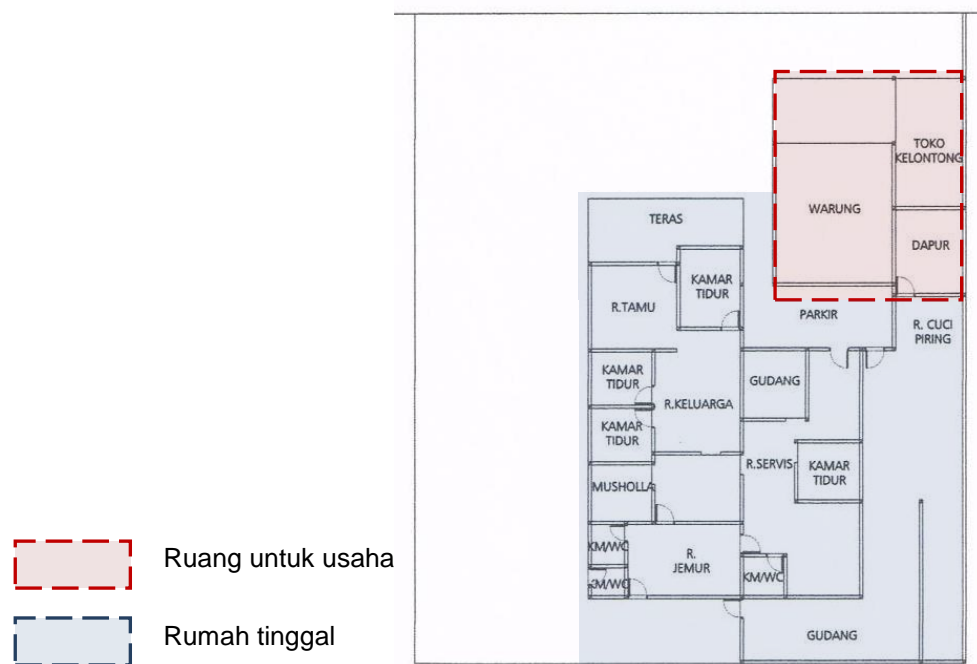 TOKO
KELONTONG
WARUNG
DAPUR
TERAS
KAMAR
TIDUR
R.TAMU
PARKIR
R. CUCI
PIRING
KAMAR
TIDUR
GUDANG
R.KELUARGA
KAMAR
TIDUR
R.SERVIS
KAMAR
TIDUR
MUSHOLLA
KM/WC
R.
JEMUR
KM/WC
KM/WC
GUDANG
Ruang untuk usaha
Rumah tinggal